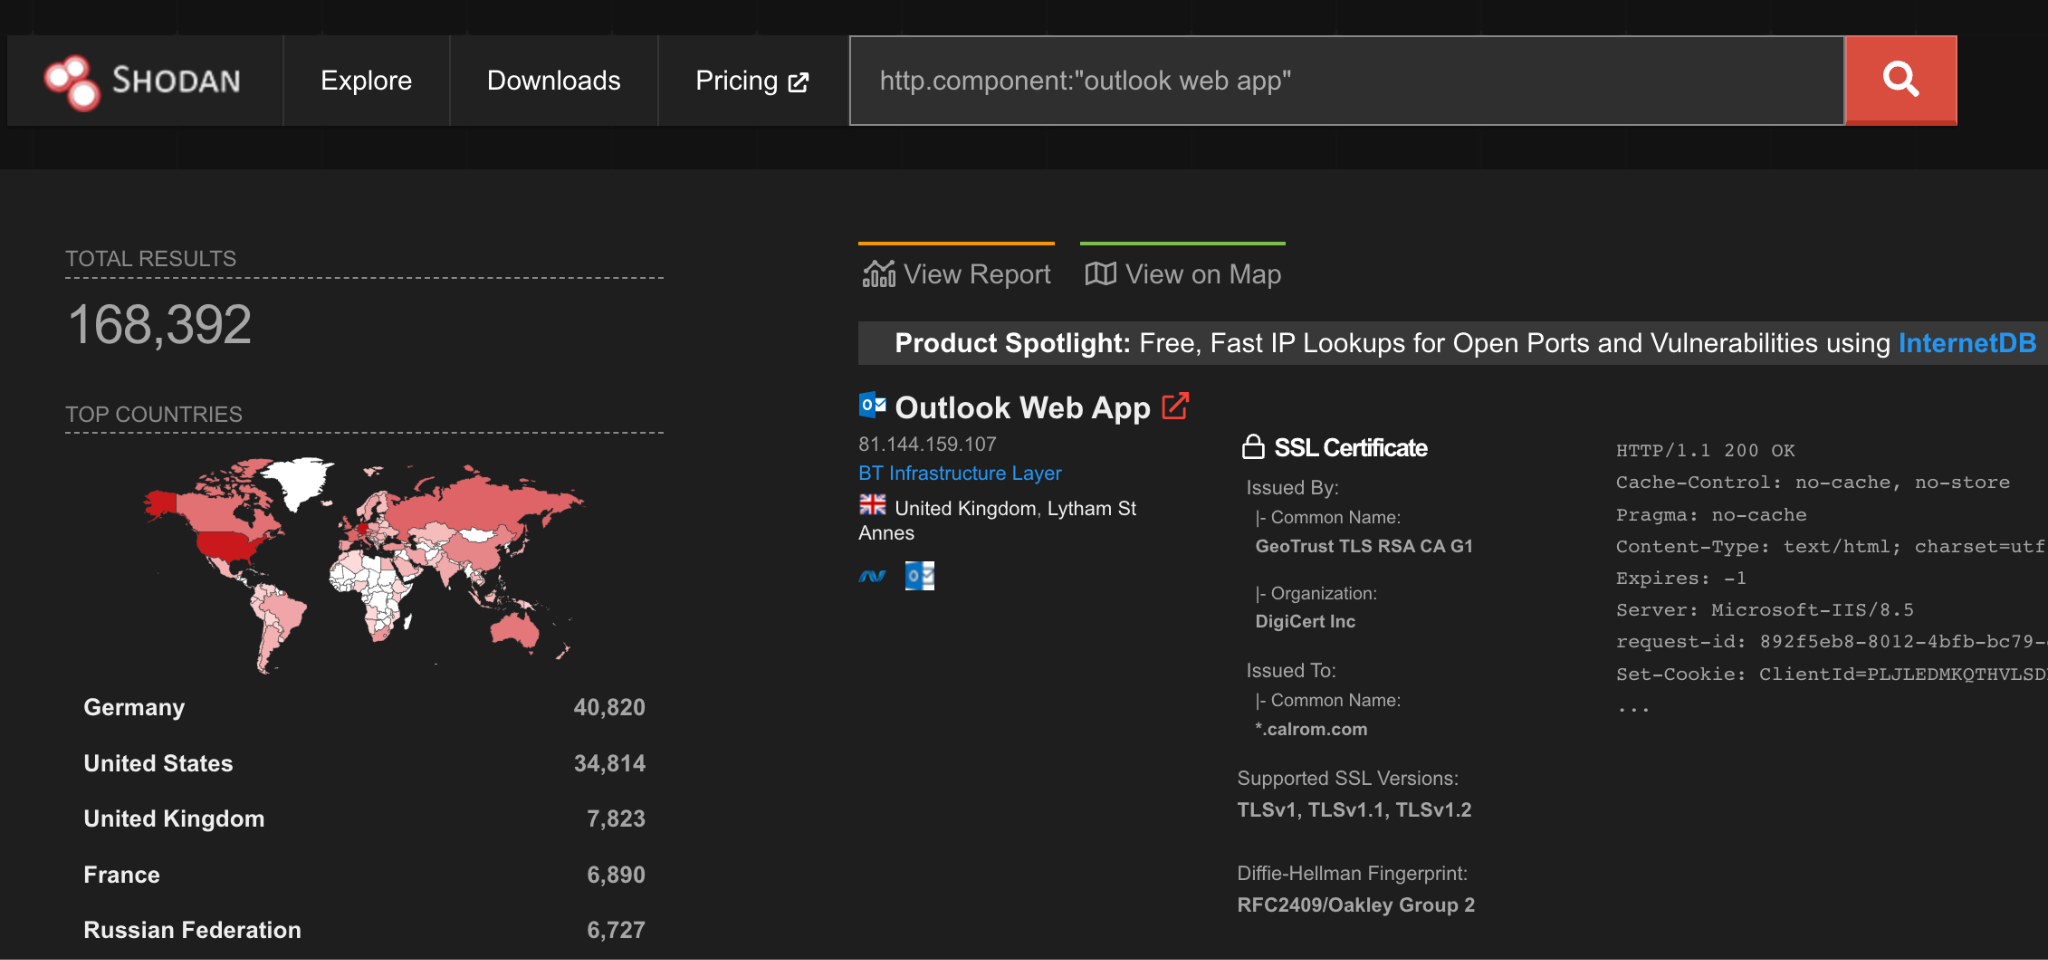 SHODAN
Explore
Downloads
Pricing
http.component:"outlook web app"
TOTAL RESULTS
168,392
TOP COUNTRIES
Germany 40,820
United States 34,814
United Kingdom 7,823
France 6,890
Russian Federation 6,727
View Report
View on Map
Product Spotlight: Free, Fast IP Lookups for Open Ports and Vulnerabilities using InternetDB
Outlook Web App
81.144.159.107
BT Infrastructure Layer
United Kingdom, Lytham St
Annes
SSL Certificate
Issued By:
|- Common Name:
GeoTrust TLS RSA CA G1
|- Organization:
DigiCert Inc
Issued To:
|- Common Name:
*.calrom.com
Supported SSL Versions:
TLSv1, TLSv1.1, TLSv1.2
Diffie-Hellman Fingerprint:
RFC2409/Oakley Group 2
HTTP/1.1 200 OK
Cache-Control: no-cache, no-store
Pragma: no-cache
Content-Type: text/html; charset=utf
Expires: -1
Server: Microsoft-IIS/8.5
request-id: 892f5eb8-8012-4bfb-bc79-
Set-Cookie: ClientId=PLJLEDMKQTHVLSD
...